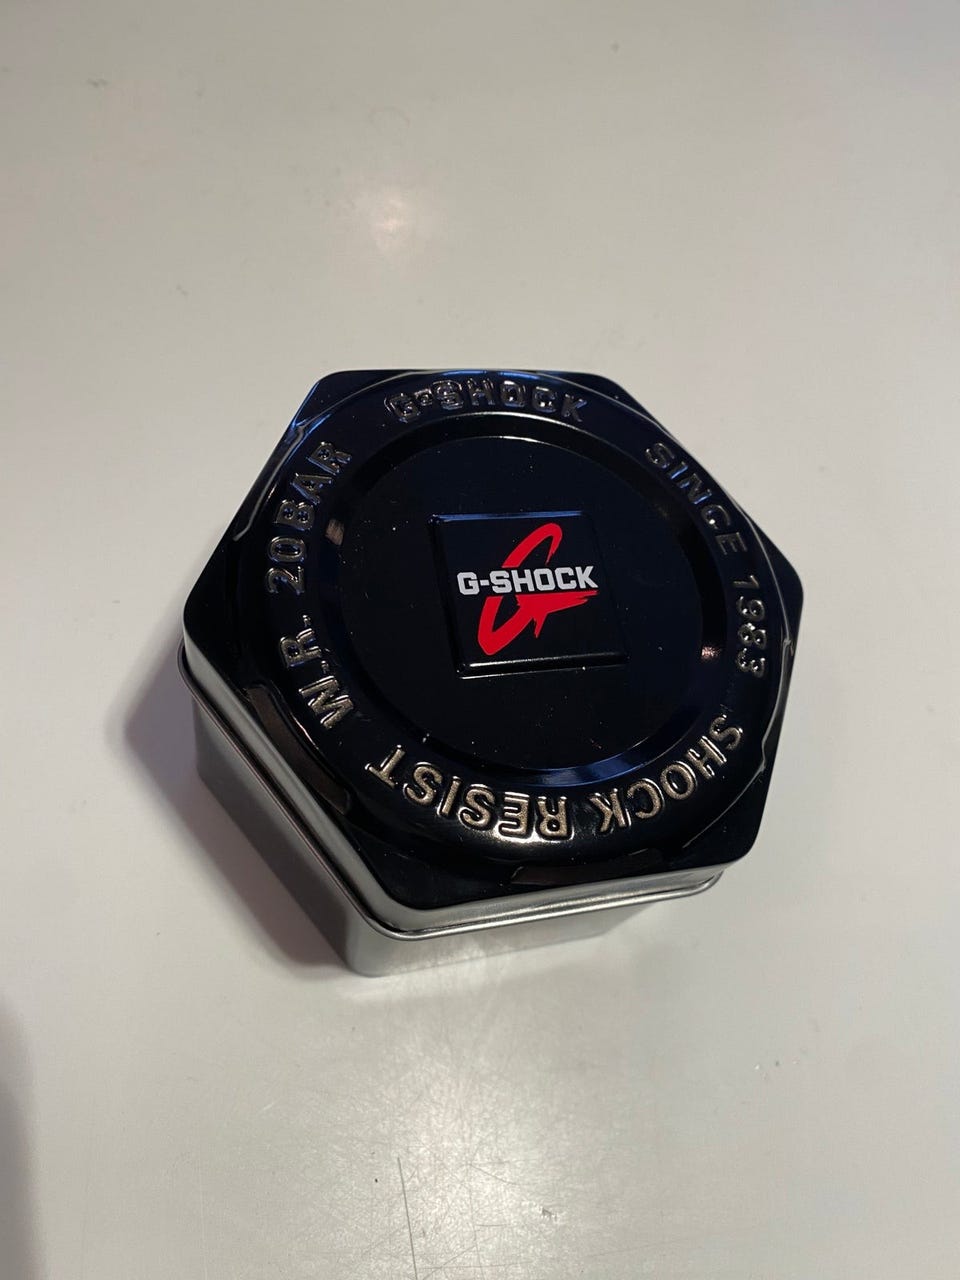 G-SHOCK
SINCE 1983
SHOCK RESIST
W.R. 20BAR
G-SHOCK